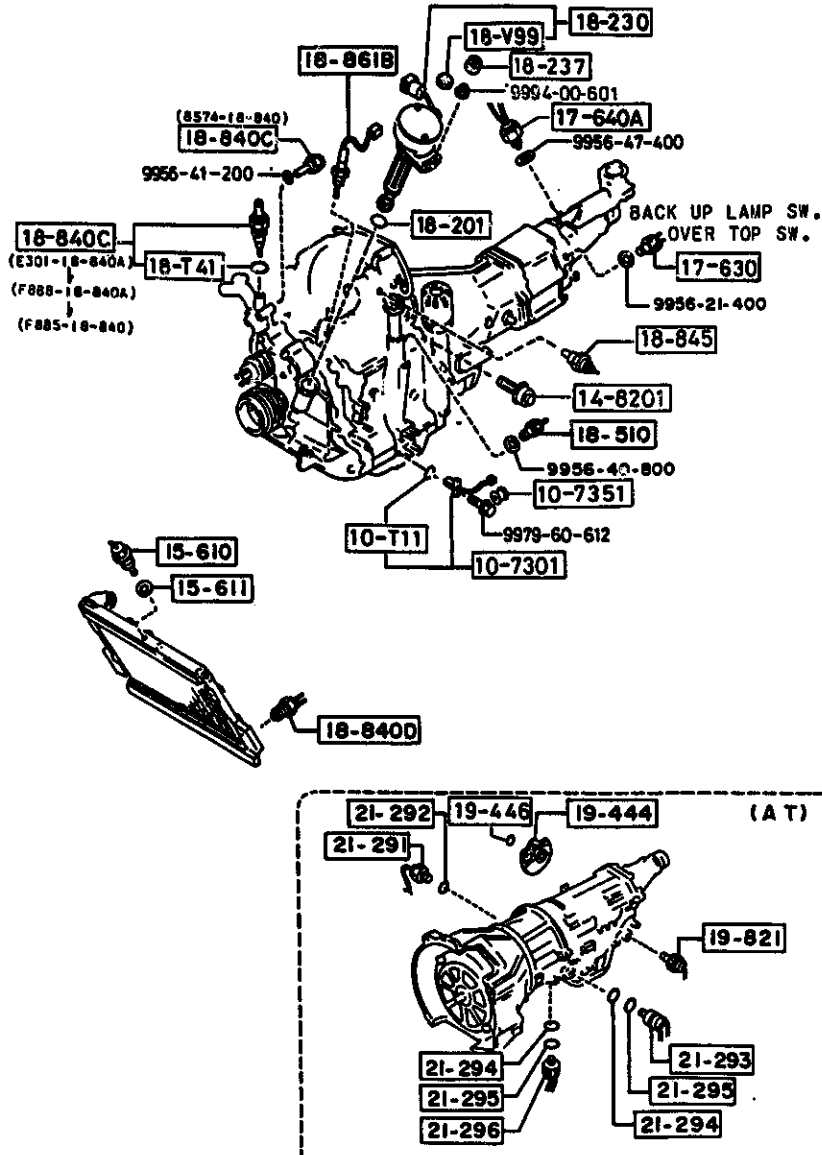 18-230
18-V99
18-861B
18-237
9994-00-601
(8574-18-840)
17-640A
18-840C
9956-47-400
9956-41-200
BACK UP LAMP SW.
18-201
OVER TOP SW.
18-840C
(E301-18-840A)
18-T41
17-630
(F888-18-840A)
9956-21-400
(F885-18-840)
18-845
14-8201
18-510
9956-40-800
10-7351
10-T11
9979-60-612
15-610
10-7301
15-611
18-840D
21-292
19-446
19-444
(AT)
21-291
19-821
21-294
21-293
21-295
21-295
21-296
21-294